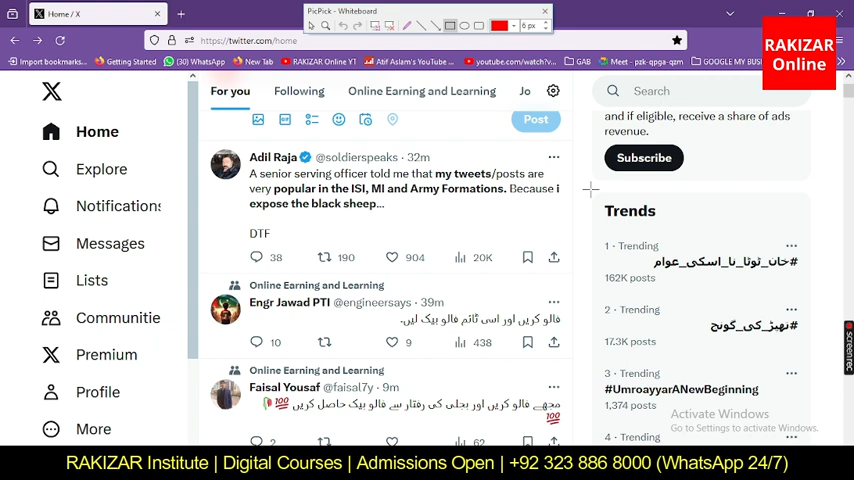 Home / X
PicPick - Whiteboard
6 px
https://twitter.com/home
Import bookmarks...
Getting Started
(30) WhatsApp
New Tab
RAKIZAR Online YT
Atif Aslam's YouTube ...
youtube.com/watch?v...
GAB
Meet - pzk-qpga-qzm
GOOGLE MY BUS
RAKIZAR
Online
For you
Following
Online Earning and Learning
Jo
Search
Post
and if eligible, receive a share of ads
revenue.
Subscribe
Home
Explore
Notifications
Messages
Lists
Communitie
Premium
Profile
More
Adil Raja @soldierspeaks · 32m
A senior serving officer told me that my tweets/posts are
very popular in the ISI, MI and Army Formations. Because i
expose the black sheep...
DTF
38 190 904 20K
Online Earning and Learning
Engr Jawad PTI @engineersays · 39m
فالو کریں اور اسی ٹائم فالو بیک لیں۔
10 9 438
Online Earning and Learning
Faisal Yousaf @faisal7y · 9m
مجھے فالو کریں اور بجلی کی رفتار سے فالو بیک حاصل کریں 💯
💯
2 62
Trends
1 · Trending
#خان_ٹوٹا_نا_اسکی_عوام
162K posts
2 · Trending
#تھپڑ_کی_گونج
17.3K posts
3 · Trending
#UmroayyarANewBeginning
1,374 posts
4 · Trending
Activate Windows
Go to Settings to activate Windows.
screenrec
RAKIZAR Institute | Digital Courses | Admissions Open | +92 323 886 8000 (WhatsApp 24/7)